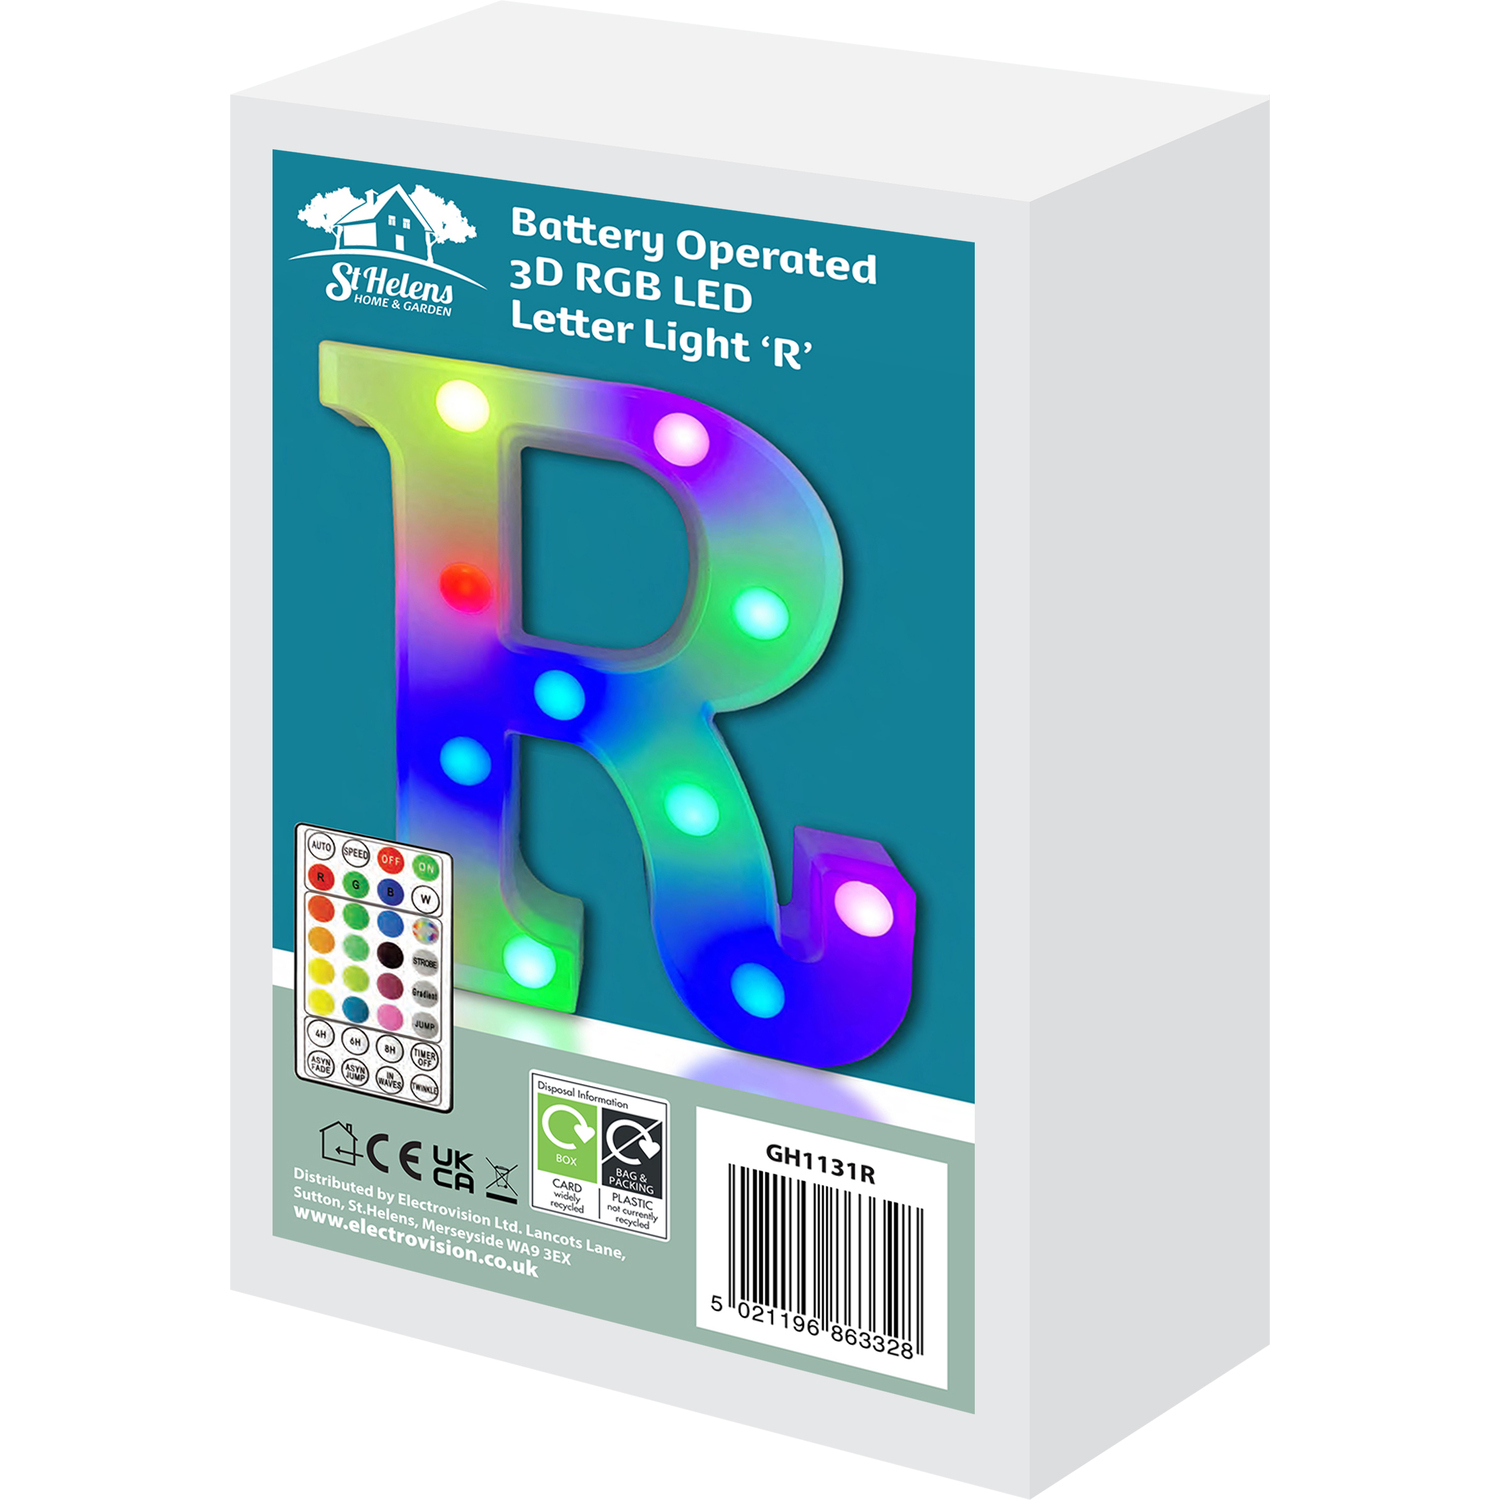 St Helens
HOME & GARDEN
Battery Operated
3D RGB LED
Letter Light ‘R’
AUTO SPEED OFF ON
R G B W
STROBE
Gradient
JUMP
4H 6H 8H TIMER OFF
ASYN FADE ASYN JUMP IN WAVES TWINKLE
CE UK CA
Distributed by Electrovision Ltd. Lancots Lane,
Sutton, St.Helens, Merseyside WA9 3EX
www.electrovision.co.uk
Disposal Information
BOX
CARD
widely
recycled
BAG &
PACKING
PLASTIC
not currently
recycled
GH1131R
5 021196 863328